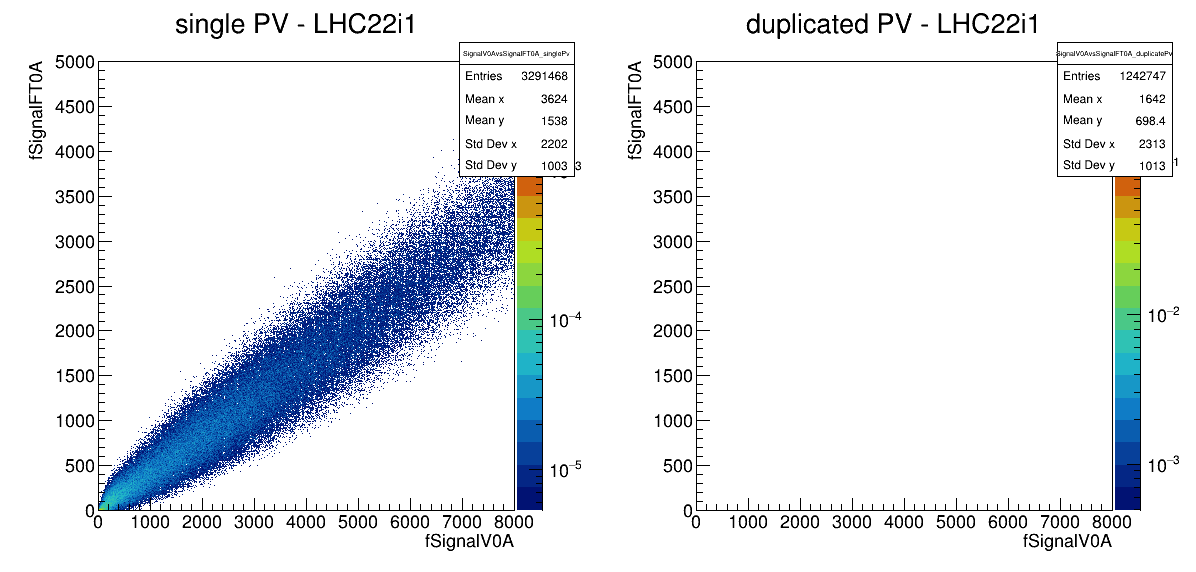 single PV - LHC22i1
SignalV0AvsSignalFT0A_singlePv
Entries 3291468
Mean x 3624
Mean y 1538
Std Dev x 2202
Std Dev y 1003
3
fSignalFT0A
5000
4500
4000
3500
3000
2500
2000
1500
1000
500
0
10⁻⁴
10⁻⁵
0 1000 2000 3000 4000 5000 6000 7000 8000
fSignalV0A
duplicated PV - LHC22i1
SignalV0AvsSignalFT0A_duplicatePv
Entries 1242747
Mean x 1642
Mean y 698.4
Std Dev x 2313
Std Dev y 1013
1
fSignalFT0A
5000
4500
4000
3500
3000
2500
2000
1500
1000
500
0
10⁻²
10⁻³
0 1000 2000 3000 4000 5000 6000 7000 8000
fSignalV0A